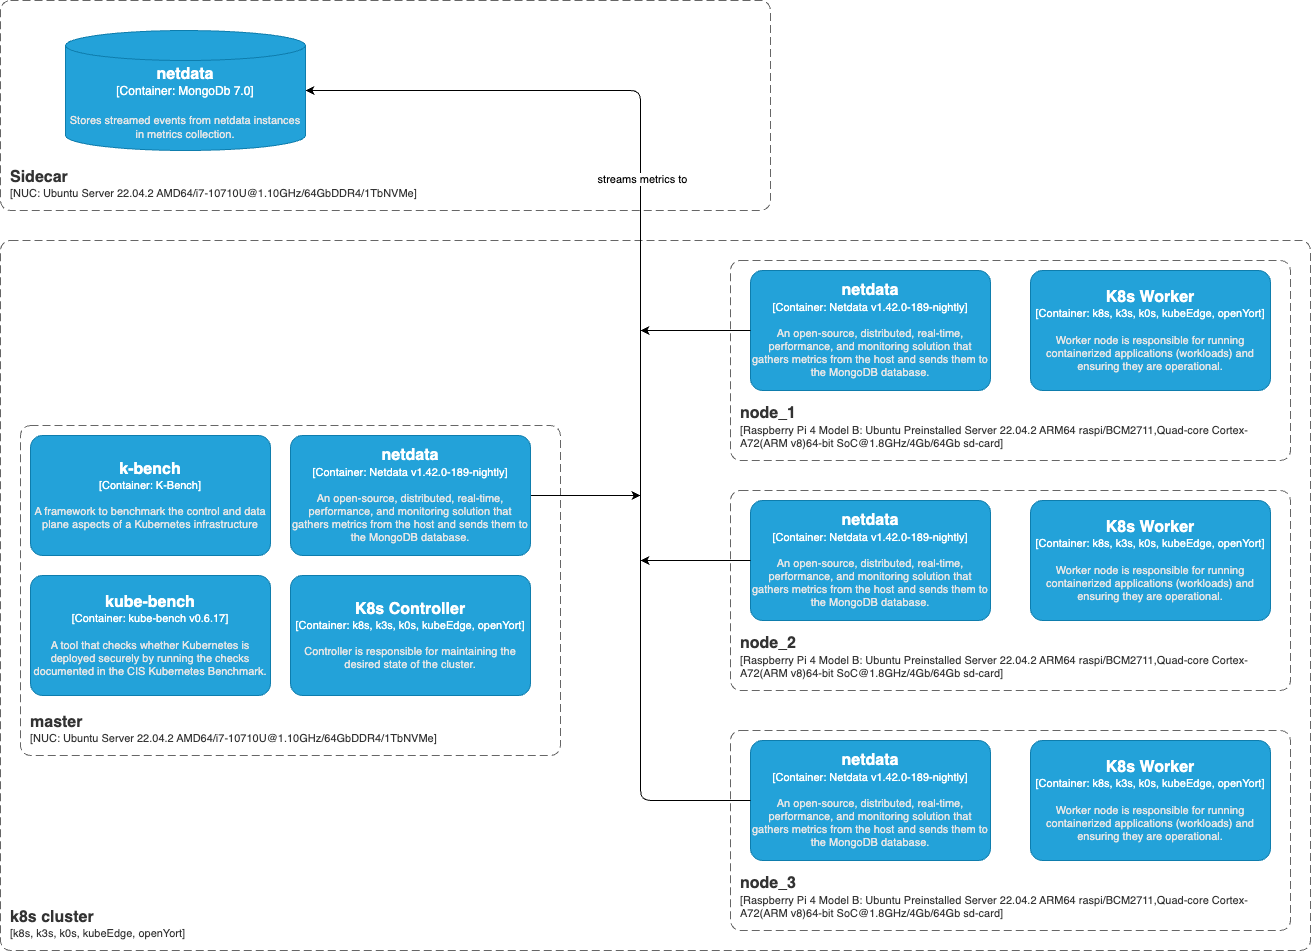 netdata
[Container: MongoDb 7.0]
Stores streamed events from netdata instances
in metrics collection.
Sidecar
[NUC: Ubuntu Server 22.04.2 AMD64/i7-10710U@1.10GHz/64GbDDR4/1TbNVMe]
streams metrics to
netdata
[Container: Netdata v1.42.0-189-nightly]
An open-source, distributed, real-time,
performance, and monitoring solution that
gathers metrics from the host and sends them to
the MongoDB database.
K8s Worker
[Container: k8s, k3s, k0s, kubeEdge, openYort]
Worker node is responsible for running
containerized applications (workloads) and
ensuring they are operational.
node_1
[Raspberry Pi 4 Model B: Ubuntu Preinstalled Server 22.04.2 ARM64 raspi/BCM2711,Quad-core Cortex-
A72(ARM v8)64-bit SoC@1.8GHz/4Gb/64Gb sd-card]
k-bench
[Container: K-Bench]
A framework to benchmark the control and data
plane aspects of a Kubernetes infrastructure
netdata
[Container: Netdata v1.42.0-189-nightly]
An open-source, distributed, real-time,
performance, and monitoring solution that
gathers metrics from the host and sends them to
the MongoDB database.
kube-bench
[Container: kube-bench v0.6.17]
A tool that checks whether Kubernetes is
deployed securely by running the checks
documented in the CIS Kubernetes Benchmark.
K8s Controller
[Container: k8s, k3s, k0s, kubeEdge, openYort]
Controller is responsible for maintaining the
desired state of the cluster.
master
[NUC: Ubuntu Server 22.04.2 AMD64/i7-10710U@1.10GHz/64GbDDR4/1TbNVMe]
netdata
[Container: Netdata v1.42.0-189-nightly]
An open-source, distributed, real-time,
performance, and monitoring solution that
gathers metrics from the host and sends them to
the MongoDB database.
K8s Worker
[Container: k8s, k3s, k0s, kubeEdge, openYort]
Worker node is responsible for running
containerized applications (workloads) and
ensuring they are operational.
node_2
[Raspberry Pi 4 Model B: Ubuntu Preinstalled Server 22.04.2 ARM64 raspi/BCM2711,Quad-core Cortex-
A72(ARM v8)64-bit SoC@1.8GHz/4Gb/64Gb sd-card]
netdata
[Container: Netdata v1.42.0-189-nightly]
An open-source, distributed, real-time,
performance, and monitoring solution that
gathers metrics from the host and sends them to
the MongoDB database.
K8s Worker
[Container: k8s, k3s, k0s, kubeEdge, openYort]
Worker node is responsible for running
containerized applications (workloads) and
ensuring they are operational.
node_3
[Raspberry Pi 4 Model B: Ubuntu Preinstalled Server 22.04.2 ARM64 raspi/BCM2711,Quad-core Cortex-
A72(ARM v8)64-bit SoC@1.8GHz/4Gb/64Gb sd-card]
k8s cluster
[k8s, k3s, k0s, kubeEdge, openYort]